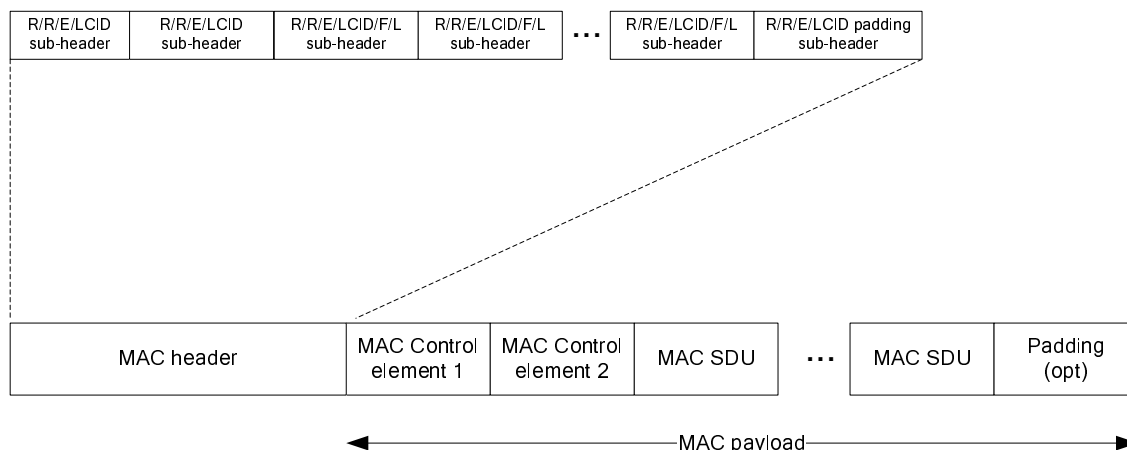 R/R/E/LCID sub-header
R/R/E/LCID sub-header
R/R/E/LCID/F/L sub-header
R/R/E/LCID/F/L sub-header
...
R/R/E/LCID/F/L sub-header
R/R/E/LCID padding sub-header
MAC header
MAC Control element 1
MAC Control element 2
MAC SDU
...
MAC SDU
Padding (opt)
MAC payload